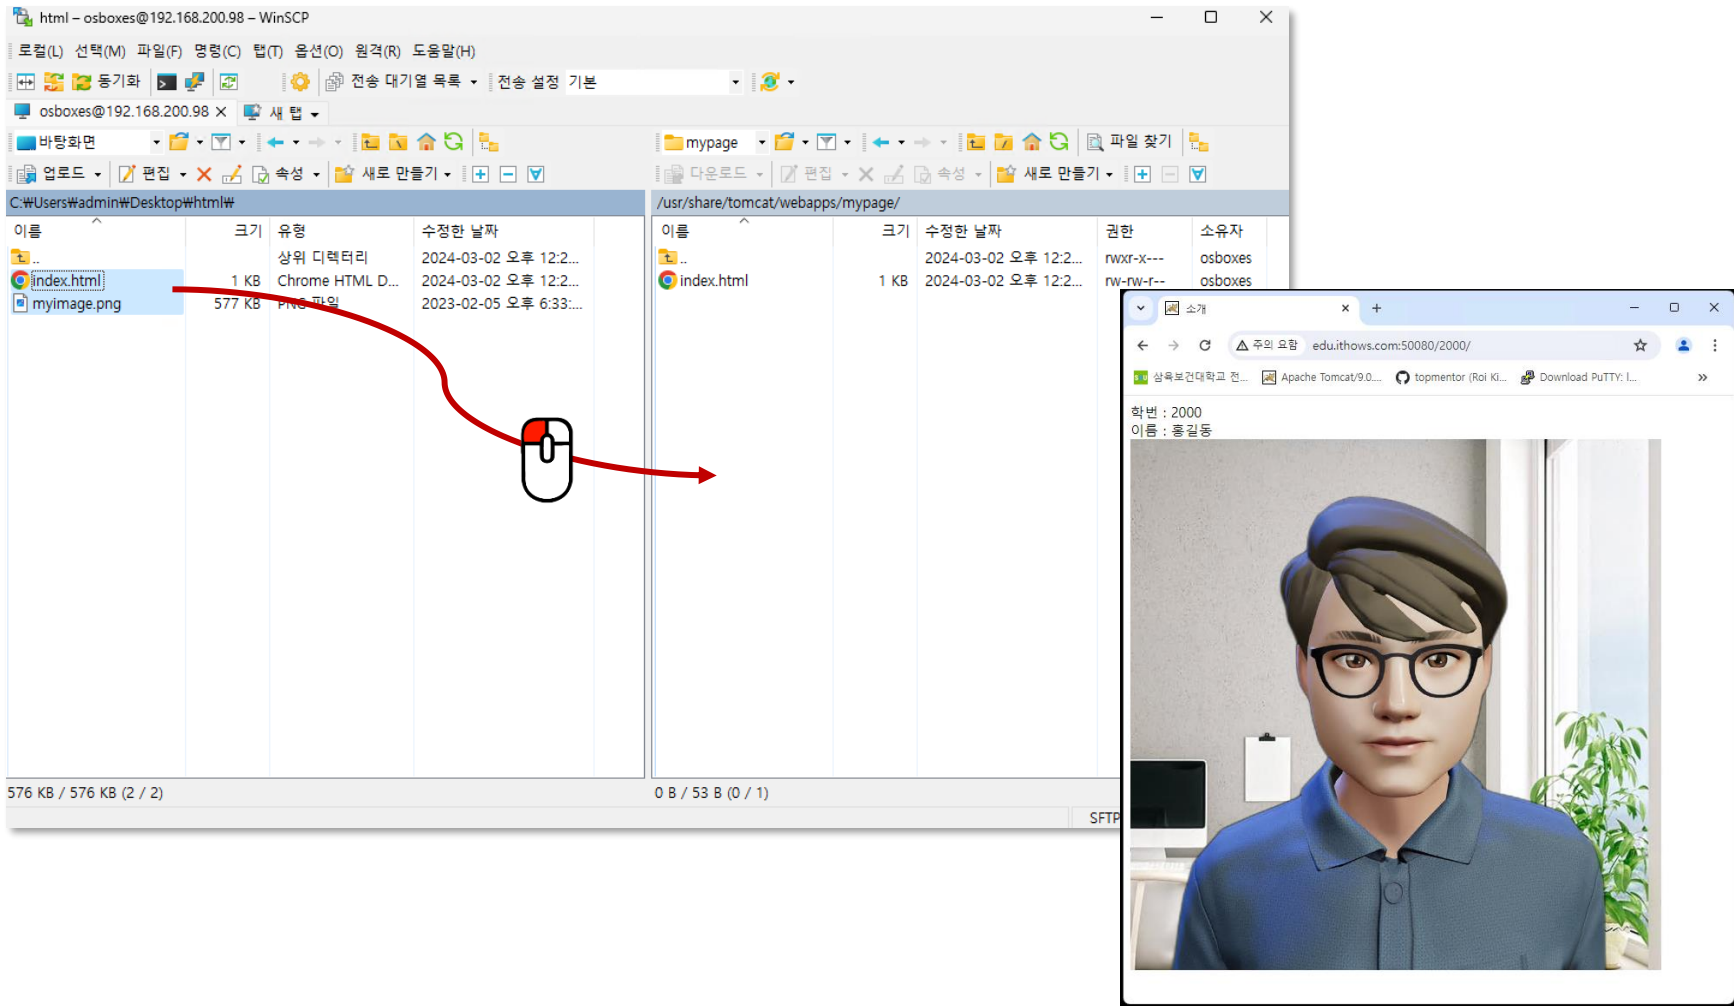 html – osboxes@192.168.200.98 – WinSCP
로컬(L) 선택(M) 파일(F) 명령(C) 탭(T) 옵션(O) 원격(R) 도움말(H)
동기화 전송 대기열 목록 전송 설정 기본
osboxes@192.168.200.98 × 새 탭
바탕화면
업로드 편집 속성 새로 만들기
C:₩Users₩admin₩Desktop₩html₩
이름 크기 유형 수정한 날짜
.. 상위 디렉터리 2024-03-02 오후 12:2...
index.html 1 KB Chrome HTML D... 2024-03-02 오후 12:2...
myimage.png 577 KB PNG 파일 2023-02-05 오후 6:33:...
576 KB / 576 KB (2 / 2)
mypage 파일 찾기
다운로드 편집 속성 새로 만들기
/usr/share/tomcat/webapps/mypage/
이름 크기 수정한 날짜 권한 소유자
.. 2024-03-02 오후 12:2... rwxr-x--- osboxes
index.html 1 KB 2024-03-02 오후 12:2... rw-rw-r-- osboxes
0 B / 53 B (0 / 1)
SFTP
소개
주의 요함 edu.ithows.com:50080/2000/
삼육보건대학교 전... Apache Tomcat/9.0.... topmentor (Roi Ki... Download PuTTY: l... »
학번 : 2000
이름 : 홍길동